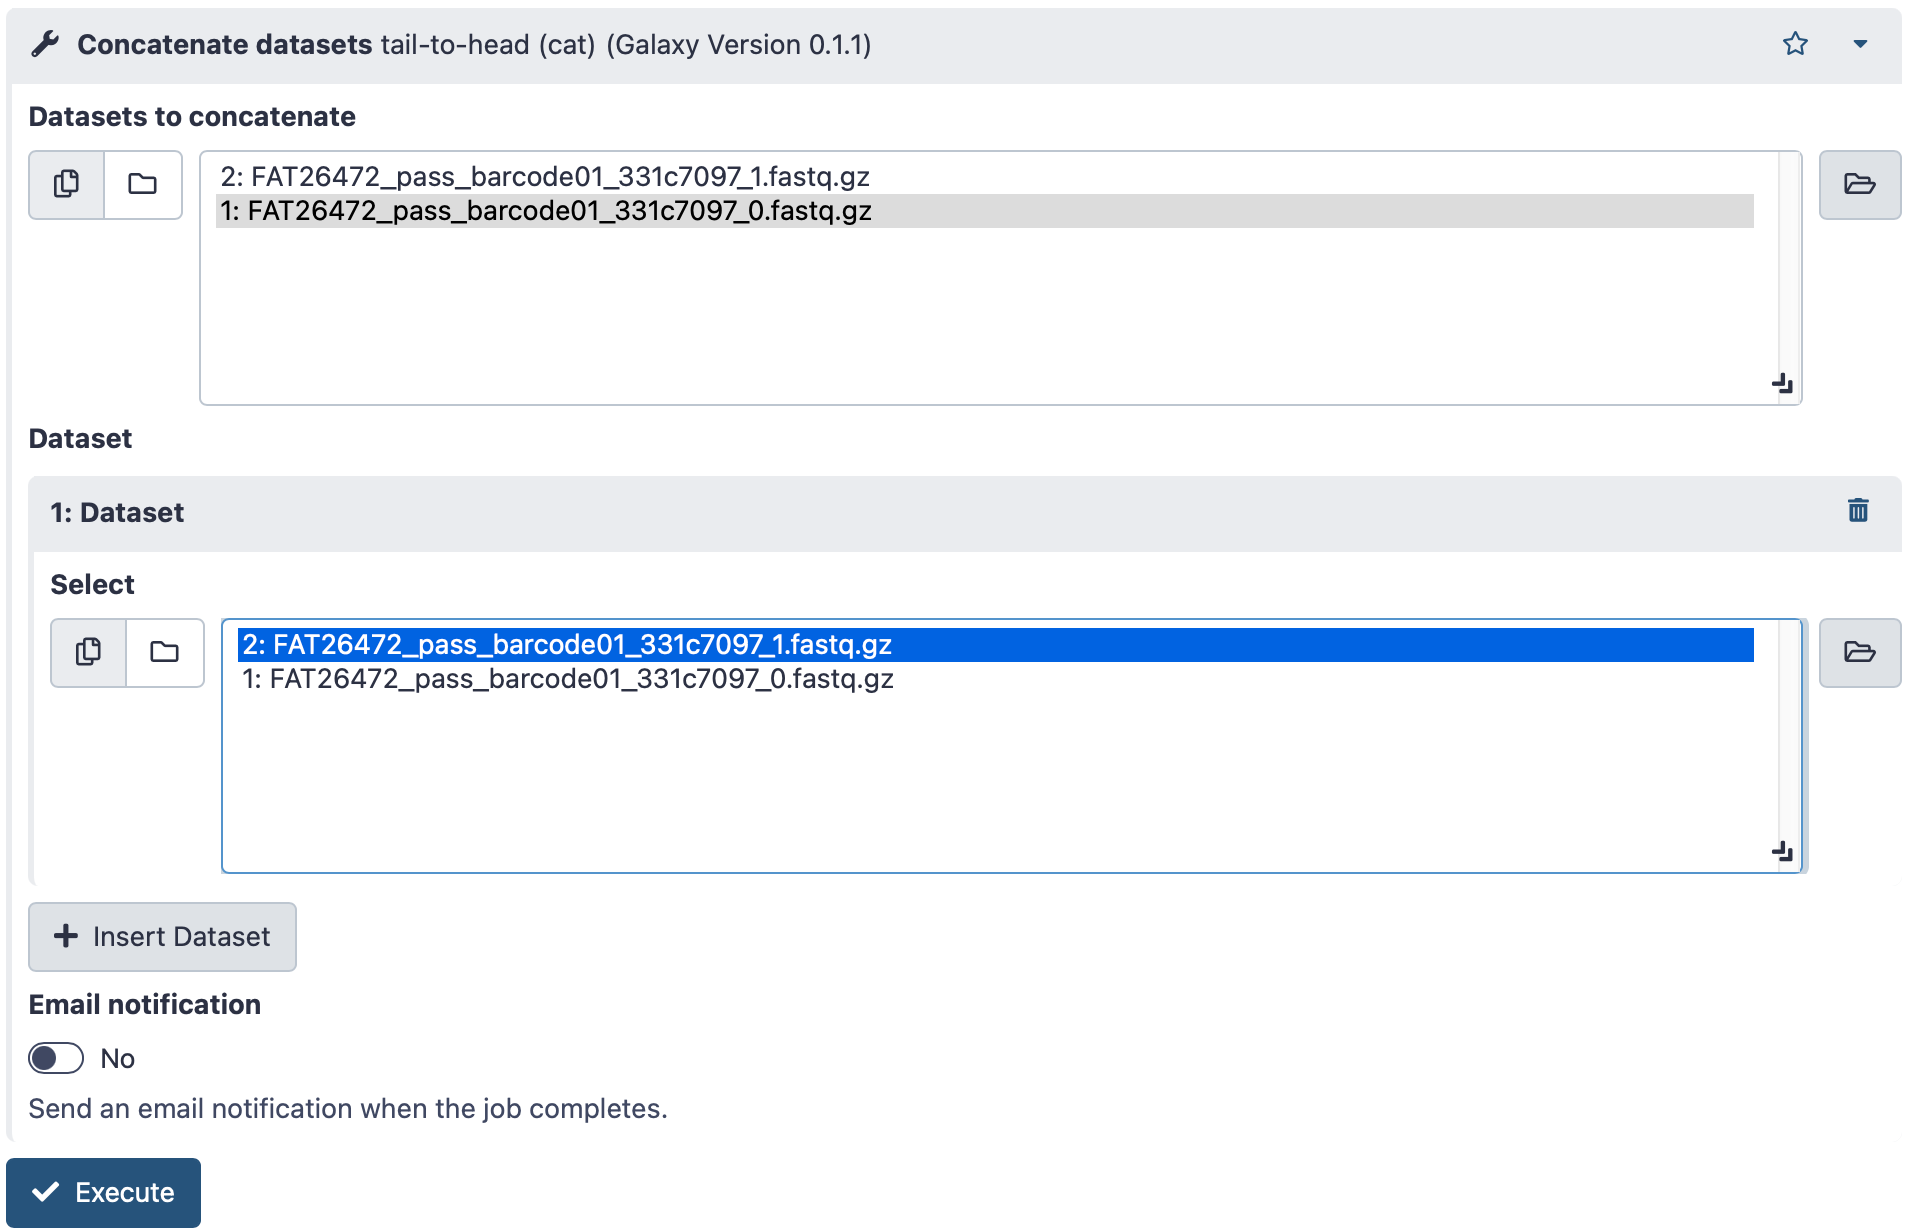 Concatenate datasets tail-to-head (cat) (Galaxy Version 0.1.1)
Datasets to concatenate
2: FAT26472_pass_barcode01_331c7097_1.fastq.gz
1: FAT26472_pass_barcode01_331c7097_0.fastq.gz
Dataset
1: Dataset
Select
2: FAT26472_pass_barcode01_331c7097_1.fastq.gz
1: FAT26472_pass_barcode01_331c7097_0.fastq.gz
Insert Dataset
Email notification
No
Send an email notification when the job completes.
Execute